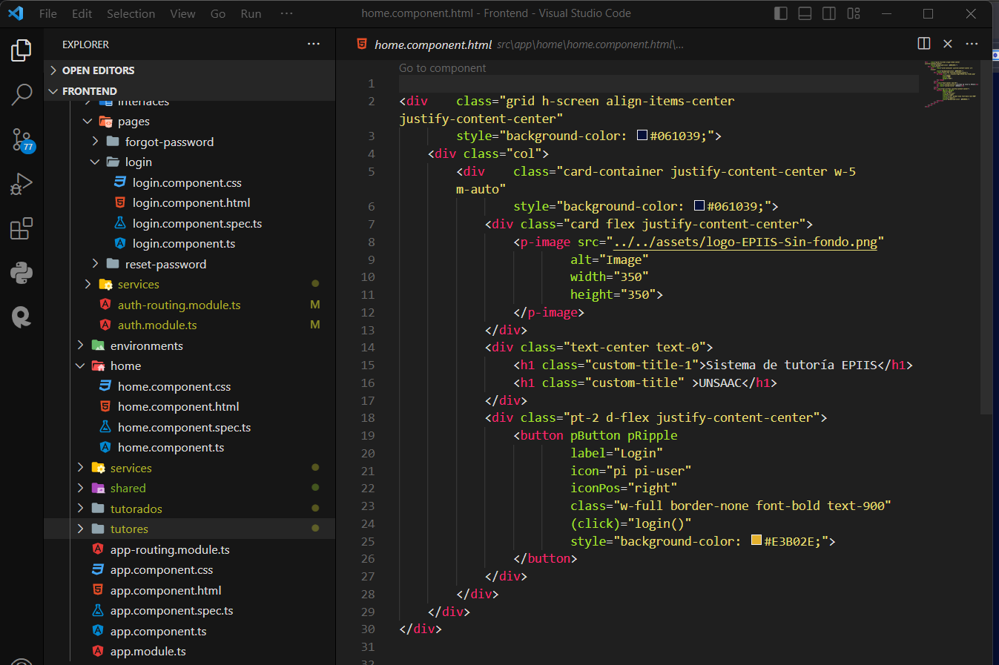 File Edit Selection View Go Run ··· home.component.html - Frontend - Visual Studio Code
EXPLORER ···
OPEN EDITORS
FRONTEND
interfaces
pages
forgot-password
login
login.component.css
login.component.html
login.component.spec.ts
login.component.ts
reset-password
services
auth-routing.module.ts M
auth.module.ts M
environments
home
home.component.css
home.component.html
home.component.spec.ts
home.component.ts
services
shared
tutorados
tutores
app-routing.module.ts
app.component.css
app.component.html
app.component.spec.ts
app.component.ts
app.module.ts
77
home.component.html src\app\home\home.component.html\... ···
Go to component
1
2 <div    class="grid h-screen align-items-center
justify-content-center"
3 style="background-color: #061039;">
4 <div class="col">
5 <div    class="card-container justify-content-center w-5
m-auto"
6 style="background-color: #061039;">
7 <div class="card flex justify-content-center">
8 <p-image src="../../assets/logo-EPIIS-Sin-fondo.png"
9 alt="Image"
10 width="350"
11 height="350">
12 </p-image>
13 </div>
14 <div class="text-center text-0">
15 <h1 class="custom-title-1">Sistema de tutoría EPIIS</h1>
16 <h1 class="custom-title" >UNSAAC</h1>
17 </div>
18 <div class="pt-2 d-flex justify-content-center">
19 <button pButton pRipple
20 label="Login"
21 icon="pi pi-user"
22 iconPos="right"
23 class="w-full border-none font-bold text-900"
24 (click)="login()"
25 style="background-color: #E3B02E;">
26 </button>
27 </div>
28 </div>
29 </div>
30 </div>
31
32